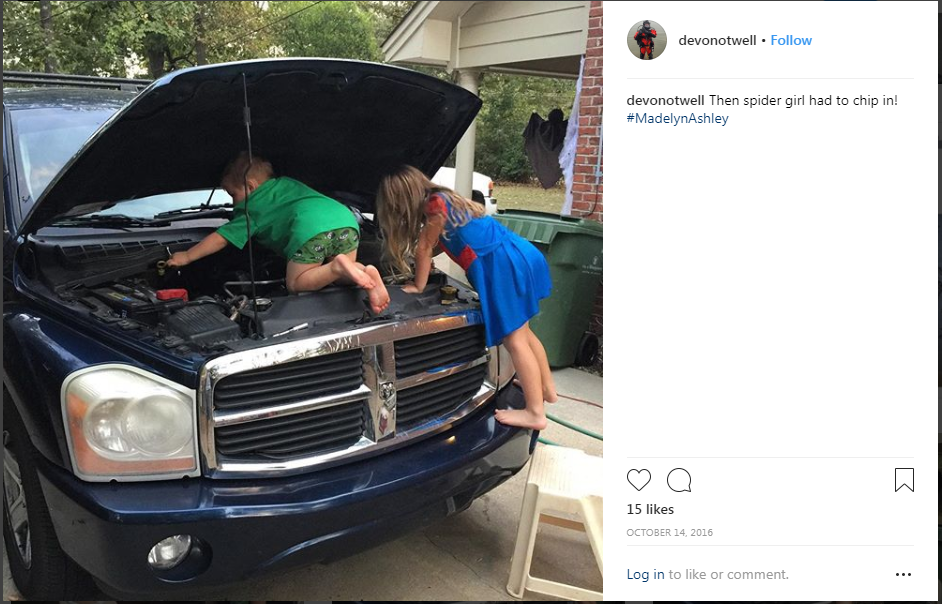 devonotwell • Follow
devonotwell Then spider girl had to chip in!
#MadelynAshley
15 likes
OCTOBER 14, 2016
Log in to like or comment.